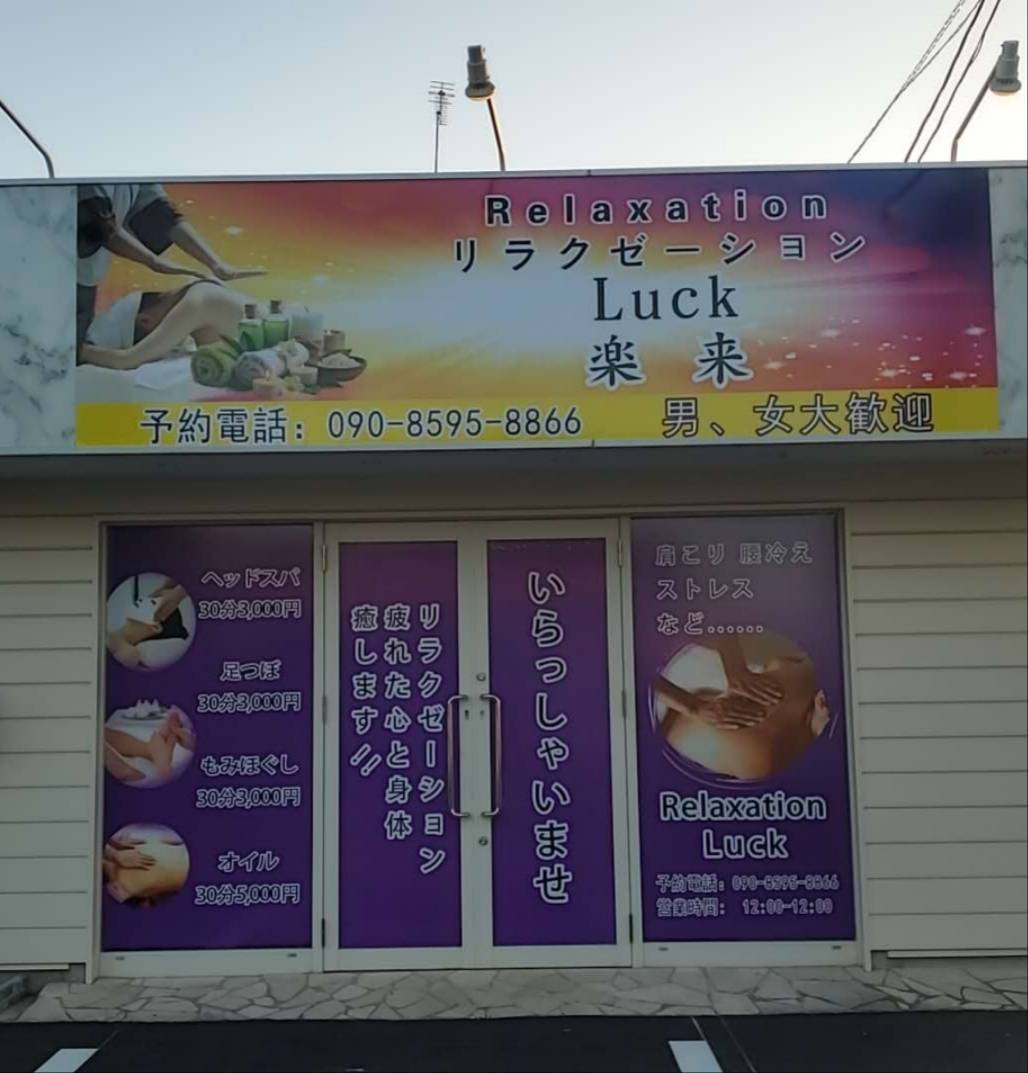 Relaxation
リラクゼーション
Luck
楽来
予約電話：090-8595-8866
男、女大歓迎
ヘッドスパ
30分3,000円
足つぼ
30分3,000円
もみほぐし
30分3,000円
オイル
30分5,000円
リラクゼーション
疲れた心と身体
癒します!!
いらっしゃいませ
肩こり 腰冷え
ストレス
など......
Relaxation
Luck
予約電話：090-8595-8866
営業時間： 12:00-12:00